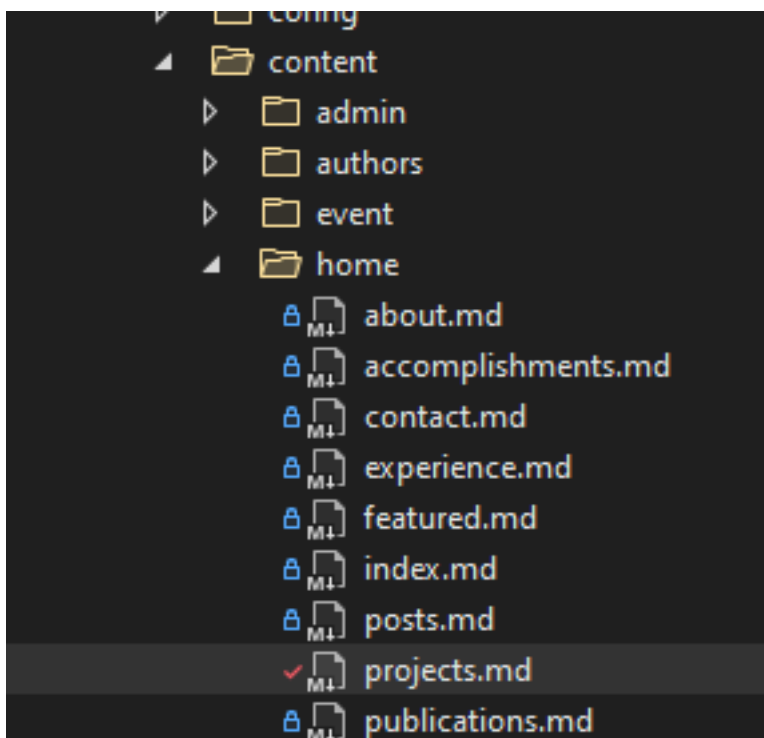 config
content
admin
authors
event
home
M↓ about.md
M↓ accomplishments.md
M↓ contact.md
M↓ experience.md
M↓ featured.md
M↓ index.md
M↓ posts.md
M↓ projects.md
M↓ publications.md